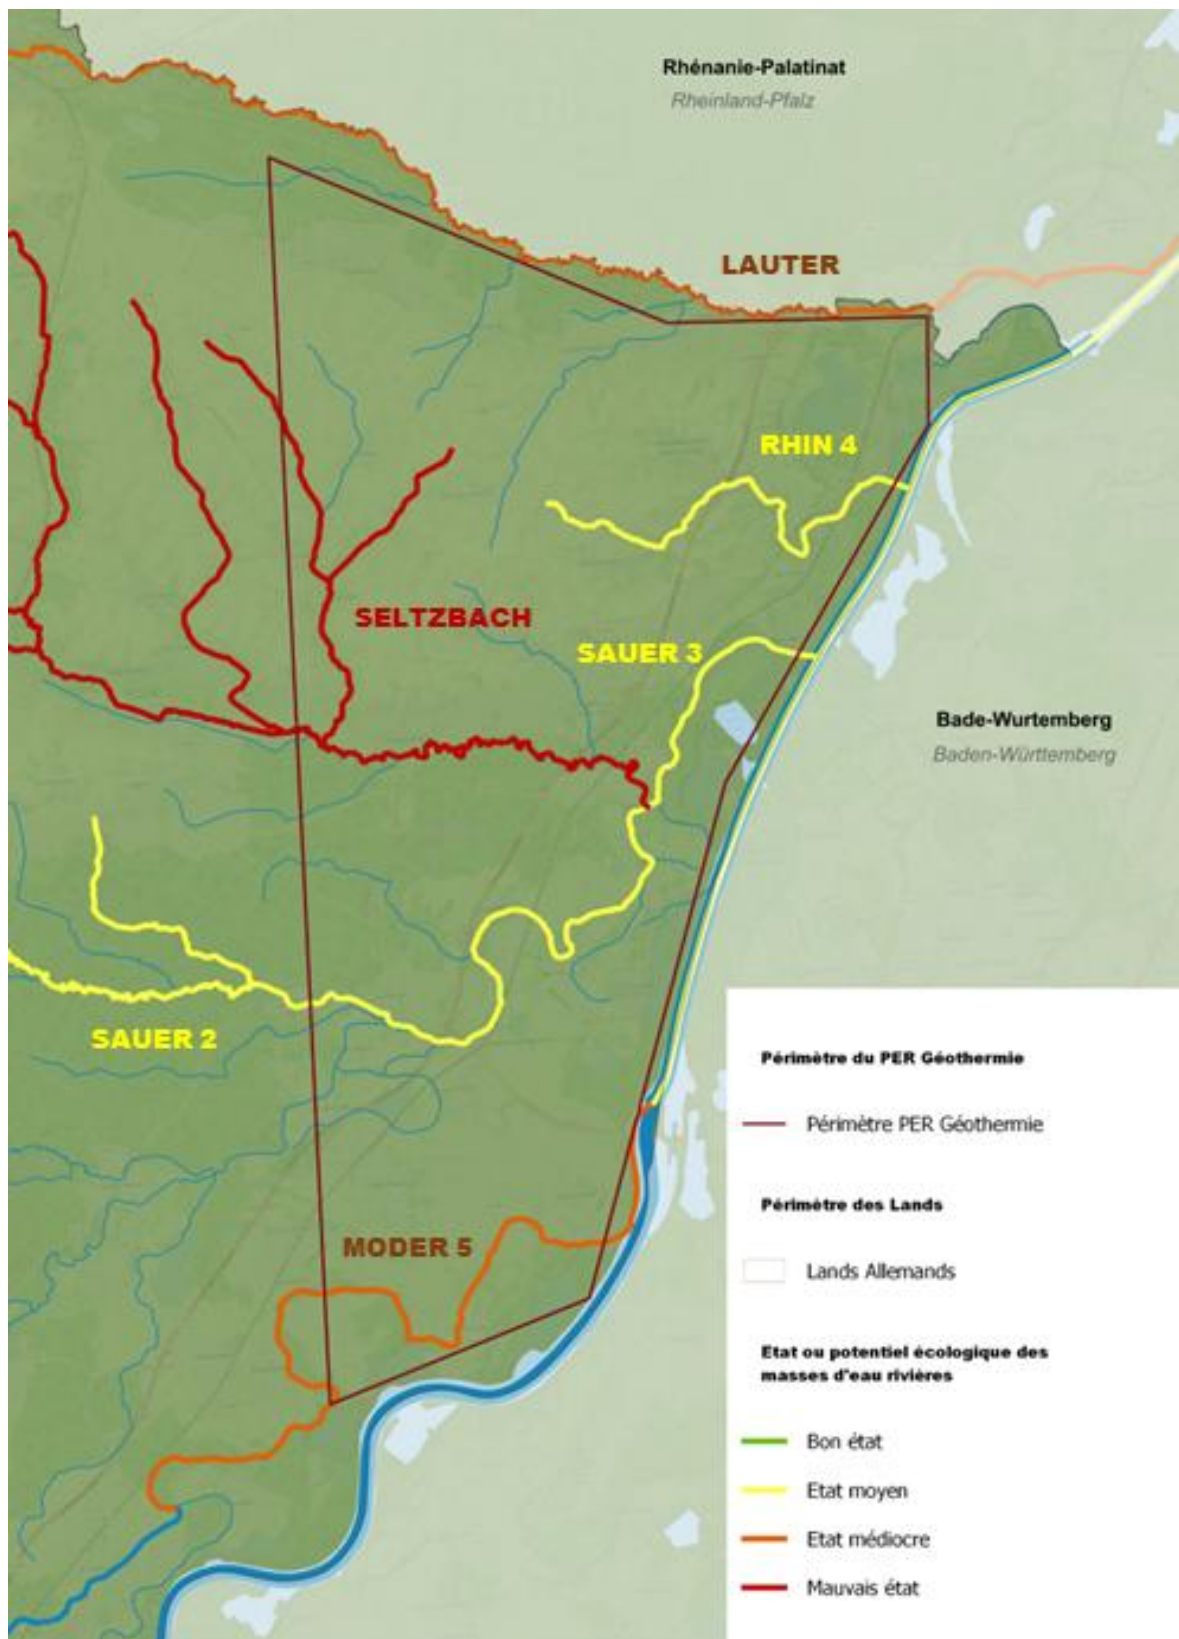 Rhénanie-Palatinat
Rheinland-Pfalz
LAUTER
RHIN 4
SELTZBACH
SAUER 3
Bade-Wurtemberg
Baden-Württemberg
SAUER 2
MODER 5
Périmètre du PER Géothermie
Périmètre PER Géothermie
Périmètre des Lands
Lands Allemands
Etat ou potentiel écologique des
masses d'eau rivières
Bon état
Etat moyen
Etat médiocre
Mauvais état